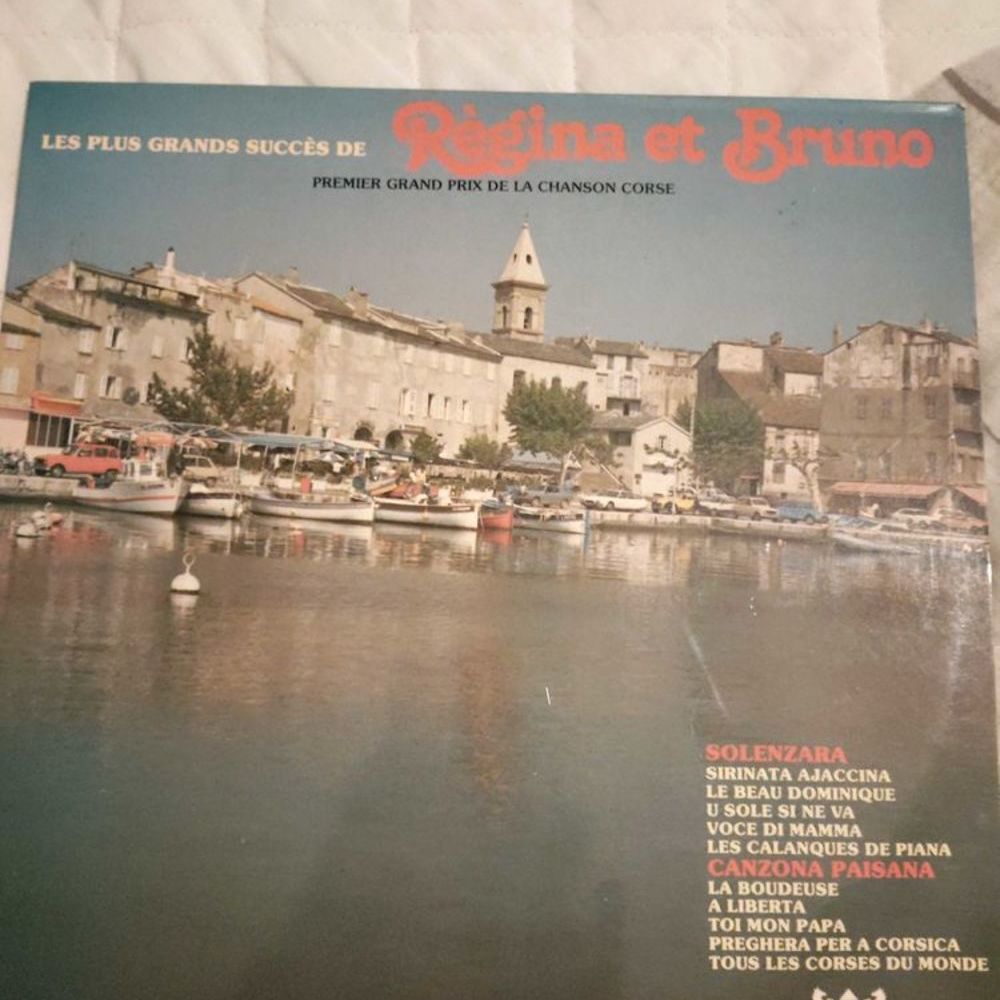 LES PLUS GRANDS SUCCÈS DE Règina et Bruno
PREMIER GRAND PRIX DE LA CHANSON CORSE
SOLENZARA
SIRINATA AJACCINA
LE BEAU DOMINIQUE
U SOLE SI NE VA
VOCE DI MAMMA
LES CALANQUES DE PIANA
CANZONA PAISANA
LA BOUDEUSE
A LIBERTA
TOI MON PAPA
PREGHERA PER A CORSICA
TOUS LES CORSES DU MONDE